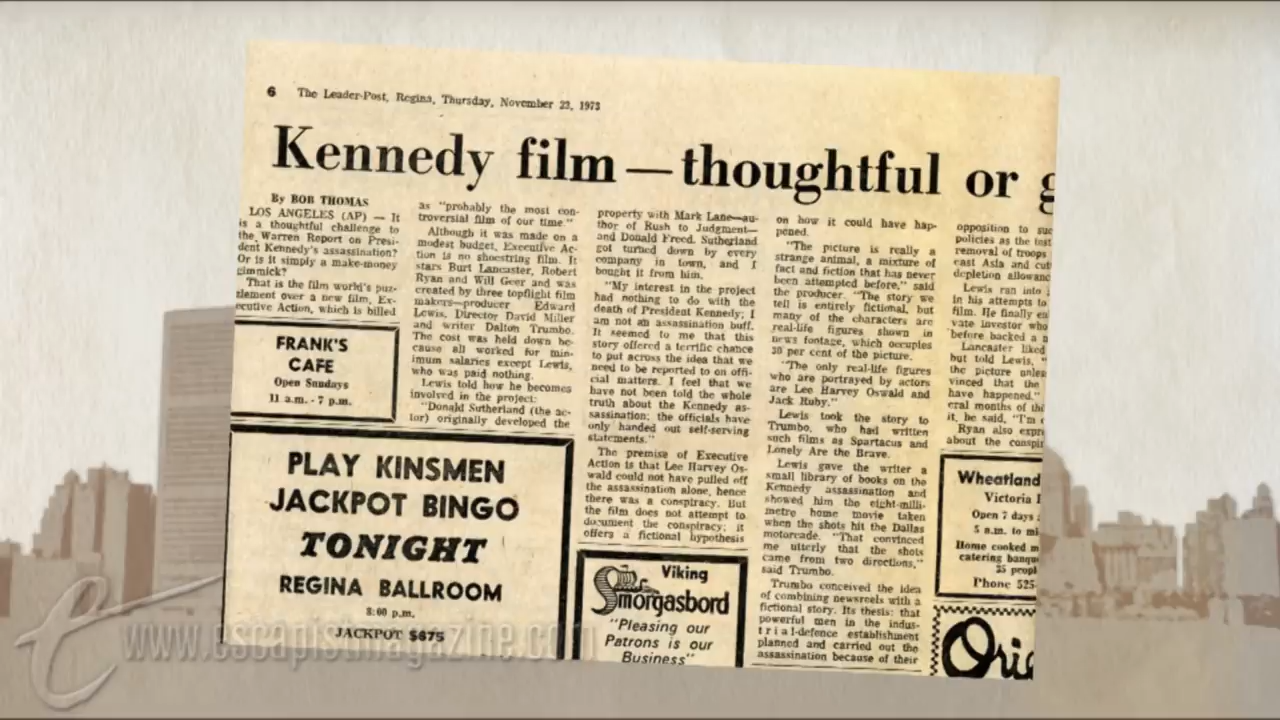 6 The Leader-Post, Regina, Thursday, November 23, 1973
Kennedy film — thoughtful or g
By BOB THOMAS
LOS ANGELES (AP) — It
is a thoughtful challenge to
the Warren Report on Presi-
dent Kennedy's assassination?
Or is it simply a make-money
gimmick?
That is the film world's puz-
zlement over a new film, Ex-
ecutive Action, which is billed
FRANK'S
CAFE
Open Sundays
11 a.m. - 7 p.m.
PLAY KINSMEN
JACKPOT BINGO
TONIGHT
REGINA BALLROOM
8:00 p.m.
JACKPOT $675
as "probably the most con-
troversial film of our time."
Although it was made on a
modest budget, Executive Ac-
tion is no shoestring film. It
stars Burt Lancaster, Robert
Ryan and Will Geer and was
created by three topflight film
makers—producer Edward
Lewis, Director David Miller
and writer Dalton Trumbo.
The cost was held down be-
cause all worked for min-
imum salaries except Lewis,
who was paid nothing.
Lewis told how he becomes
involved in the project:
"Donald Sutherland (the ac-
tor) originally developed the
property with Mark Lane—au-
thor of Rush to Judgment—
and Donald Freed. Sutherland
got turned down by every
company in town, and I
bought it from him.
"My interest in the project
had nothing to do with the
death of President Kennedy; I
am not an assassination buff.
It seemed to me that this
story offered a terrific chance
to put across the idea that we
need to be reported to on offi-
cial matters. I feel that we
have not been told the whole
truth about the Kennedy as-
sassination; the officials have
only handed out self-serving
statements."
The premise of Executive
Action is that Lee Harvey Os-
wald could not have pulled off
the assassination alone, hence
there was a conspiracy. But
the film does not attempt to
document the conspiracy; it
offers a fictional hypothesis
Viking
Smorgasbord
"Pleasing our
Patrons is our
Business"
on how it could have hap-
pened.
"The picture is really a
strange animal, a mixture of
fact and fiction that has never
been attempted before," said
the producer. "The story we
tell is entirely fictional, but
many of the characters are
real-life figures shown in
news footage, which occupies
30 per cent of the picture.
"The only real-life figures
who are portrayed by actors
are Lee Harvey Oswald and
Jack Ruby."
Lewis took the story to
Trumbo, who had written
such films as Spartacus and
Lonely Are the Brave.
Lewis gave the writer a
small library of books on the
Kennedy assassination and
showed him the eight-milli-
metre home movie taken
when the shots hit the Dallas
motorcade. "That convinced
me utterly that the shots
came from two directions,"
said Trumbo.
Trumbo conceived the idea
of combining newsreels with a
fictional story. Its thesis: that
powerful men in the indus-
trial-defence establishment
planned and carried out the
assassination because of their
opposition to suc
policies as the test
removal of troops
east Asia and cut
depletion allowanc
Lewis ran into
in his attempts to
film. He finally en
vate investor who
before backed a
Lancaster liked
but told Lewis, "
the picture unles
vinced that the
have happened."
eral months of th
it, he said, "I'm
Ryan also expre
about the conspir
Wheatland
Victoria
Open 7 days
5 a.m. to mi
Home cooked m
catering banqu
25 peopl
Phone 525-
Orie
www.escapistmagazine.com